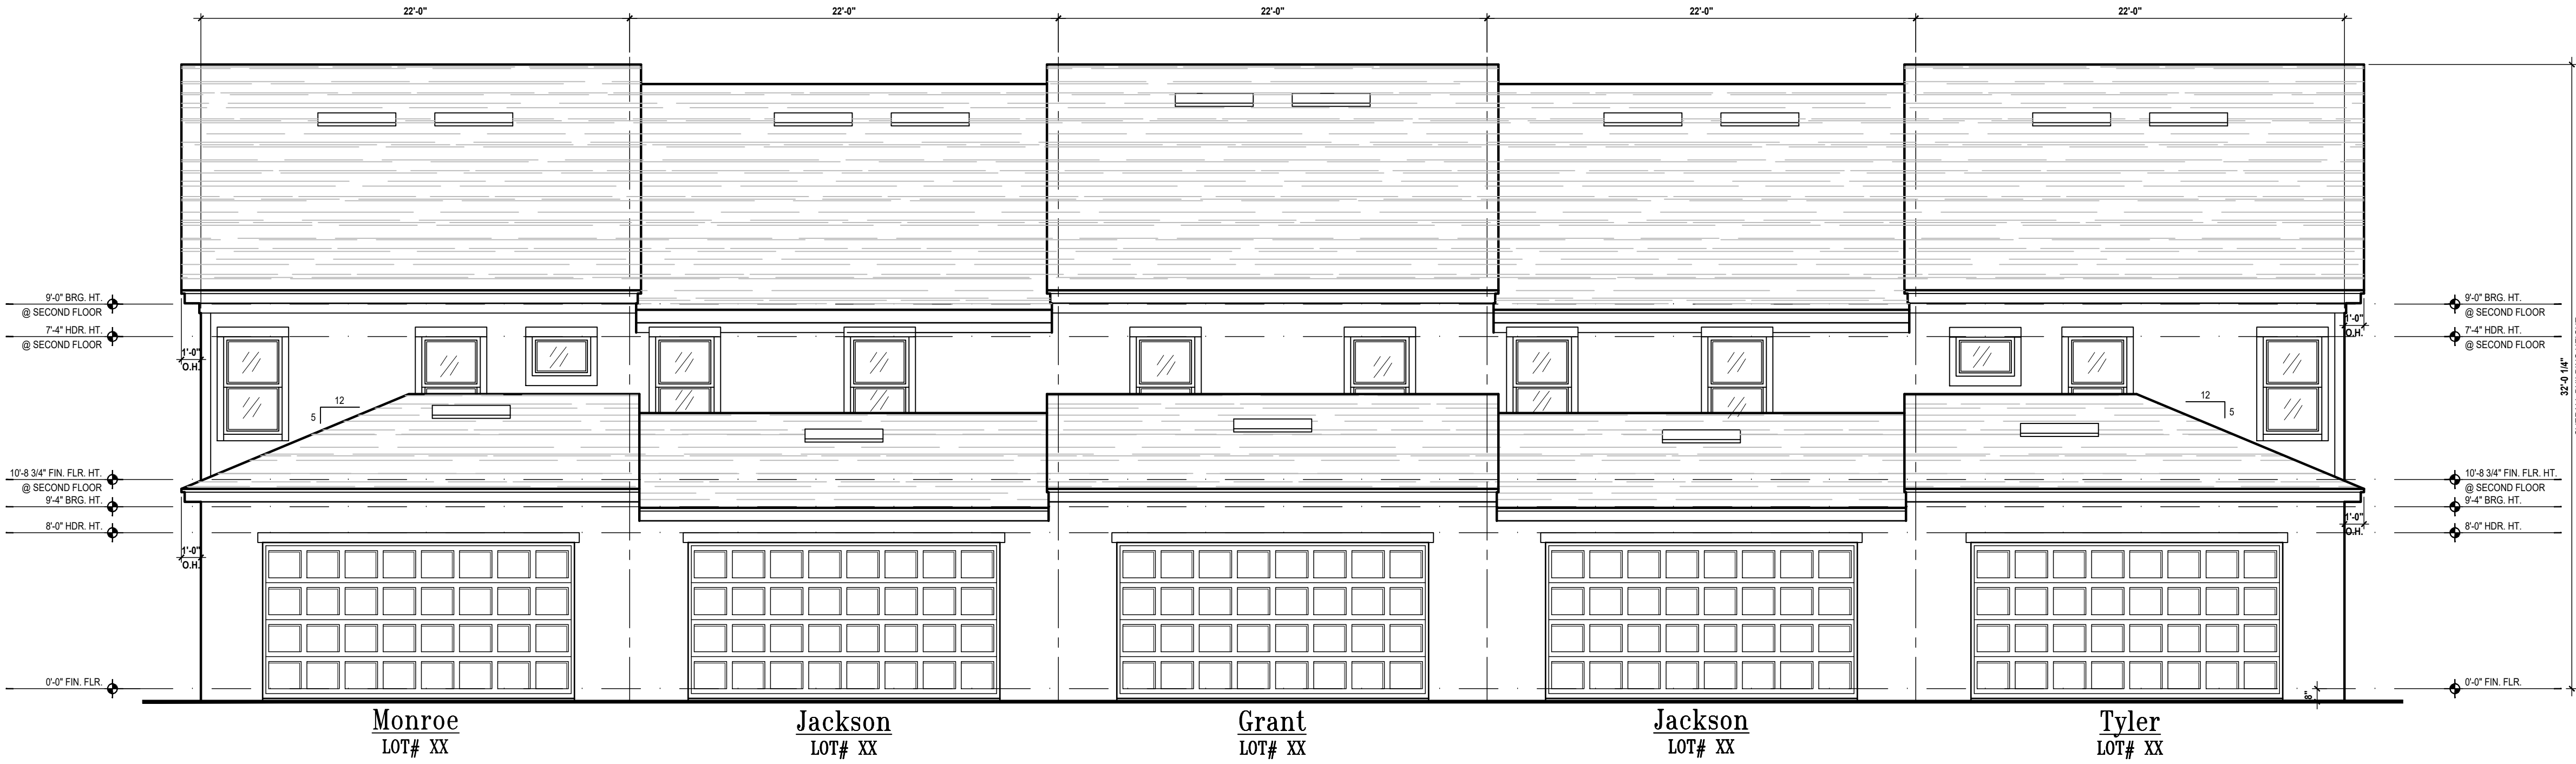 22'-0"
22'-0"
22'-0"
22'-0"
22'-0"
9'-0" BRG. HT.
@ SECOND FLOOR
7'-4" HDR. HT.
@ SECOND FLOOR
1'-0"
O.H.
12
5
10'-8 3/4" FIN. FLR. HT.
@ SECOND FLOOR
9'-4" BRG. HT.
8'-0" HDR. HT.
1'-0"
O.H.
0'-0" FIN. FLR.
9'-0" BRG. HT.
@ SECOND FLOOR
1'-0"
O.H.
7'-4" HDR. HT.
@ SECOND FLOOR
32'-0 1/4"
12
5
10'-8 3/4" FIN. FLR. HT.
@ SECOND FLOOR
9'-4" BRG. HT.
1'-0"
O.H.
8'-0" HDR. HT.
0'-0" FIN. FLR.
8"
Monroe
LOT# XX
Jackson
LOT# XX
Grant
LOT# XX
Jackson
LOT# XX
Tyler
LOT# XX